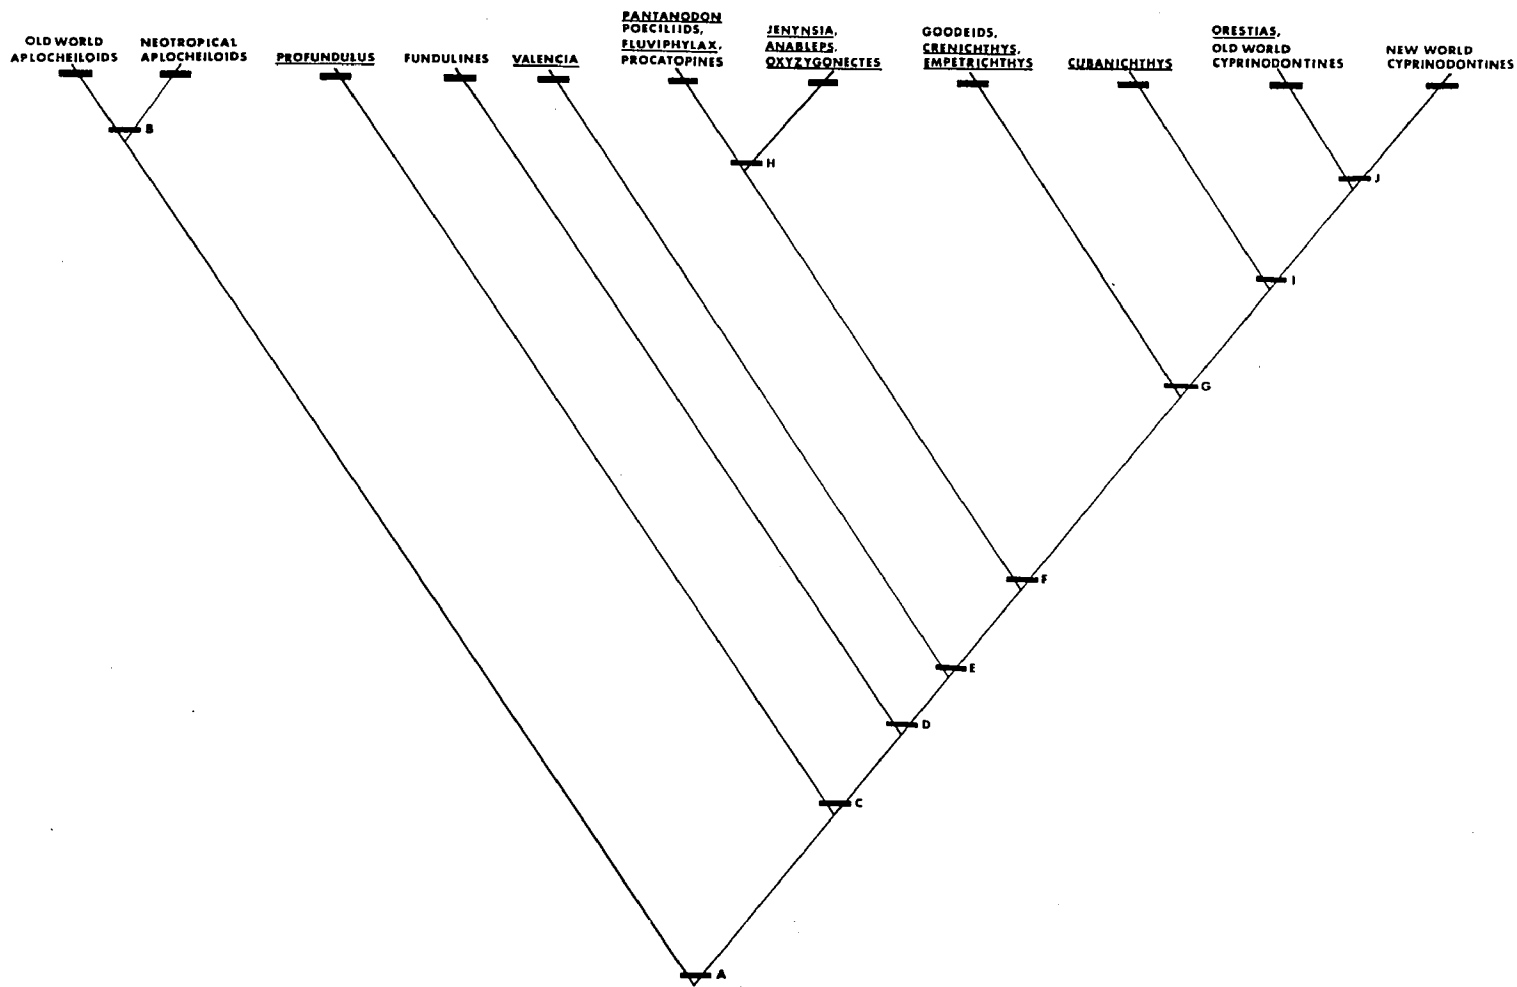 OLD WORLD
APLOCHEILOIDS
NEOTROPICAL
APLOCHEILOIDS
PROFUNDULUS
FUNDULINES
VALENCIA
PANTANODON
POECILIIDS,
FLUVIPHYLAX,
PROCATOPINES
JENYNSIA,
ANABLEPS,
OXYZYGONECTES
GOODEIDS,
CRENICHTHYS,
EMPETRICHTHYS
CUBANICHTHYS
ORESTIAS,
OLD WORLD
CYPRINODONTINES
NEW WORLD
CYPRINODONTINES
B
H
J
I
G
F
E
D
C
A